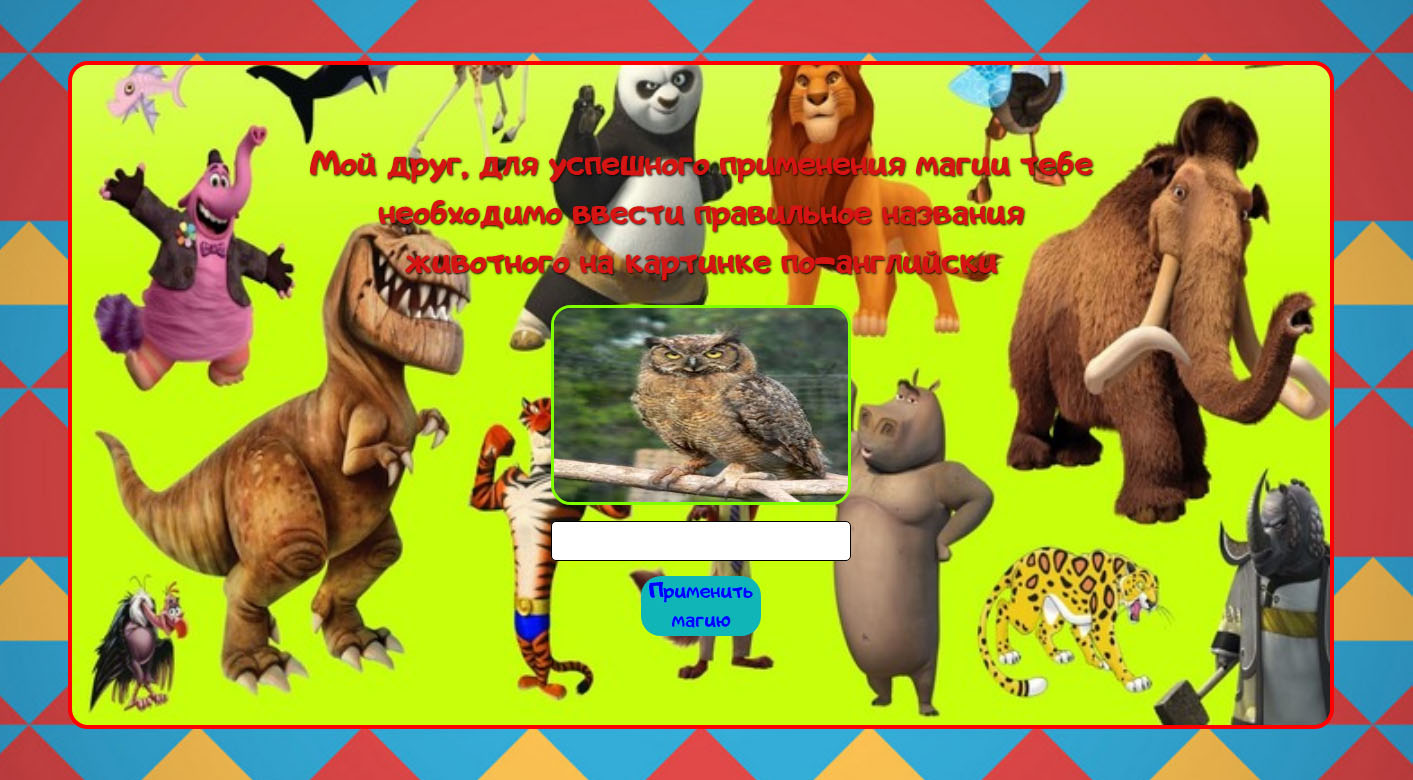 Мой друг, для успешного применения магии тебе
необходимо ввести правильное названия
животного на картинке по-английски
Применить
магию